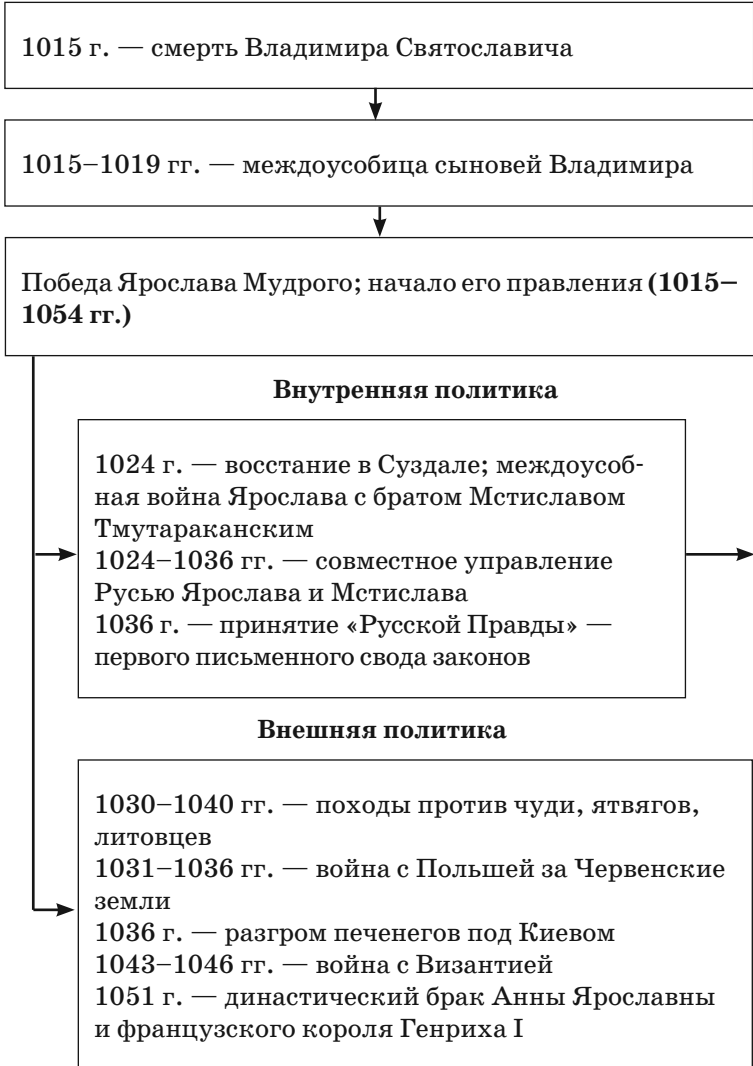 1015 г. — смерть Владимира Святославича
1015–1019 гг. — междоусобица сыновей Владимира
Победа Ярослава Мудрого; начало его правления (1015–
1054 гг.)
Внутренняя политика
1024 г. — восстание в Суздале; междоусоб-
ная война Ярослава с братом Мстиславом
Тмутараканским
1024–1036 гг. — совместное управление
Русью Ярослава и Мстислава
1036 г. — принятие «Русской Правды» —
первого письменного свода законов
Внешняя политика
1030–1040 гг. — походы против чуди, ятвягов,
литовцев
1031–1036 гг. — война с Польшей за Червенские
земли
1036 г. — разгром печенегов под Киевом
1043–1046 гг. — война с Византией
1051 г. — династический брак Анны Ярославны
и французского короля Генриха I